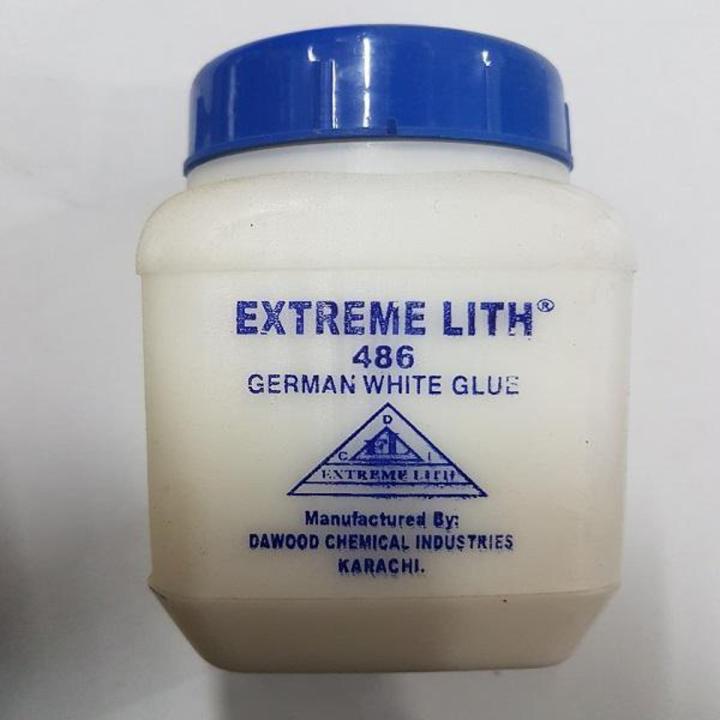 EXTREME LITH®
486
GERMAN WHITE GLUE
D
C I
EXTREME LITH
Manufactured By:
DAWOOD CHEMICAL INDUSTRIES
KARACHI.